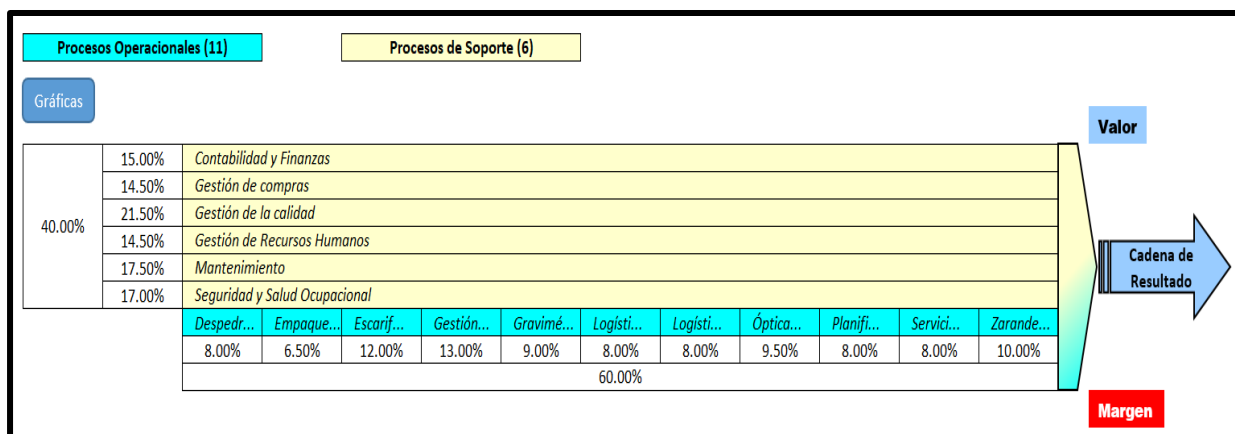 Procesos Operacionales (11) Procesos de Soporte (6)
Gráficas
Valor
15.00% Contabilidad y Finanzas
14.50% Gestión de compras
21.50% Gestión de la calidad
40.00%
14.50% Gestión de Recursos Humanos
17.50% Mantenimiento
17.00% Seguridad y Salud Ocupacional
Cadena de
Resultado
Despedr... Empaque... Escarif... Gestión... Gravimé... Logísti... Logísti... Óptica... Planifi... Servici... Zarande...
8.00% 6.50% 12.00% 13.00% 9.00% 8.00% 8.00% 9.50% 8.00% 8.00% 10.00%
60.00%
Margen